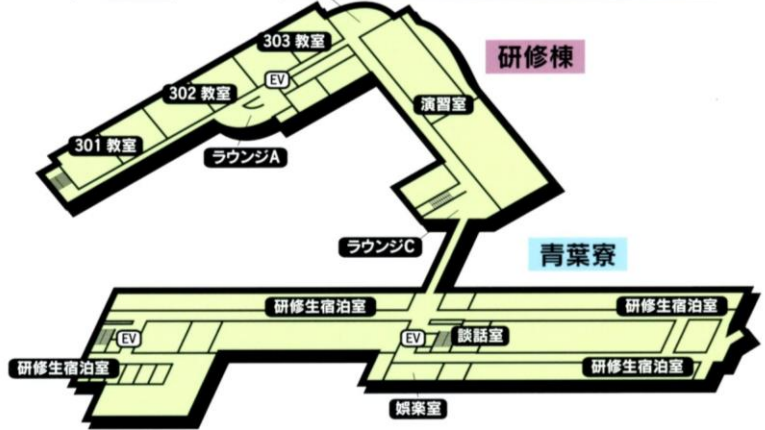 303 教室
研修棟
EV
302 教室
演習室
301 教室
ラウンジA
ラウンジC
青葉寮
研修生宿泊室
研修生宿泊室
EV
EV
談話室
研修生宿泊室
研修生宿泊室
娯楽室